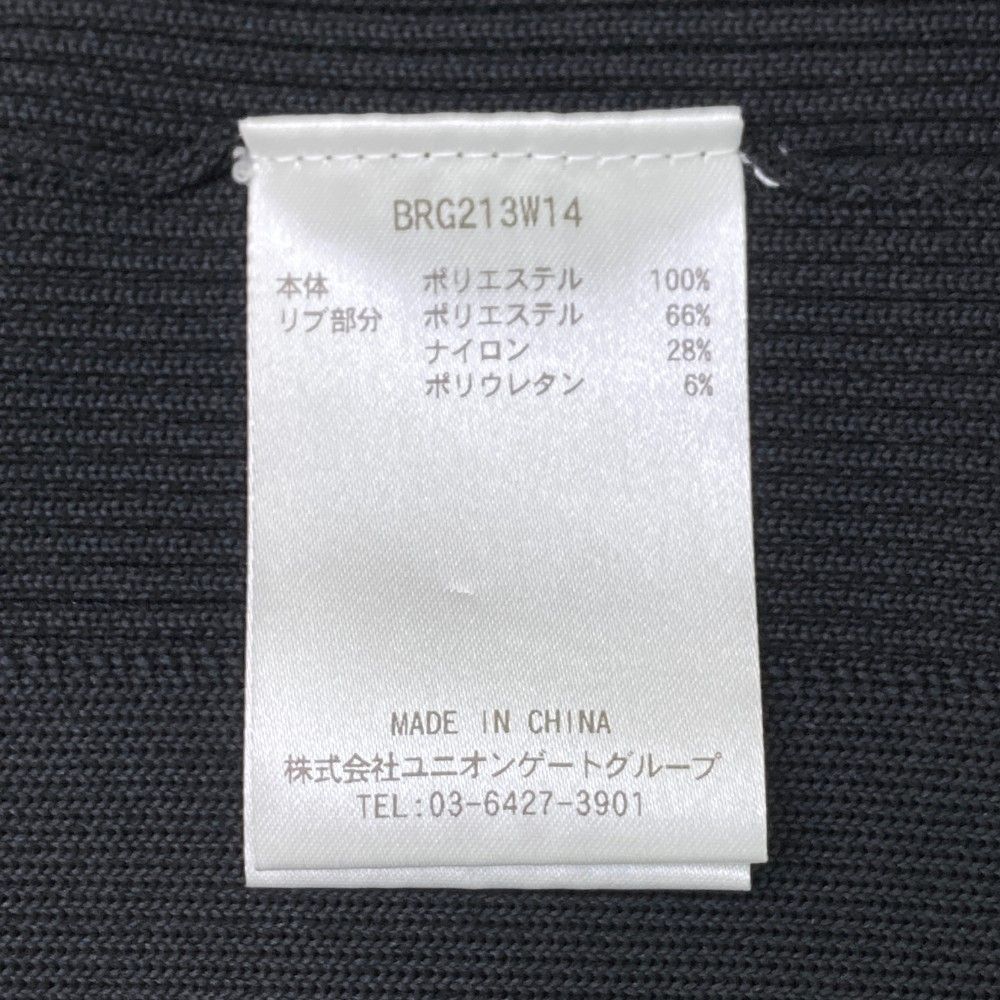 BRG213W14
本体 ポリエステル 100%
リブ部分 ポリエステル 66%
ナイロン 28%
ポリウレタン 6%
MADE IN CHINA
株式会社ユニオンゲートグループ
TEL:03-6427-3901